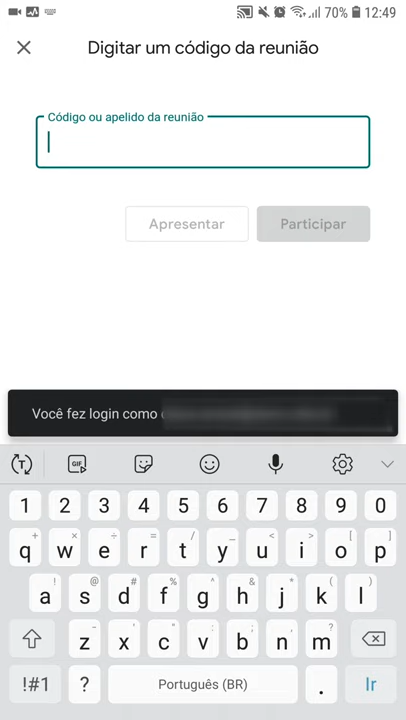 70% 12:49
Digitar um código da reunião
Código ou apelido da reunião
Apresentar Participar
Você fez login como
T GIF
1 2 3 4 5 6 7 8 9 0
+ × ÷ = / _ < > [ ]
q w e r t y u i o p
! @ # % ^ & * ( )
a s d f g h j k l
- ' " : ; , ?
z x c v b n m
!#1 ? Português (BR) . Ir